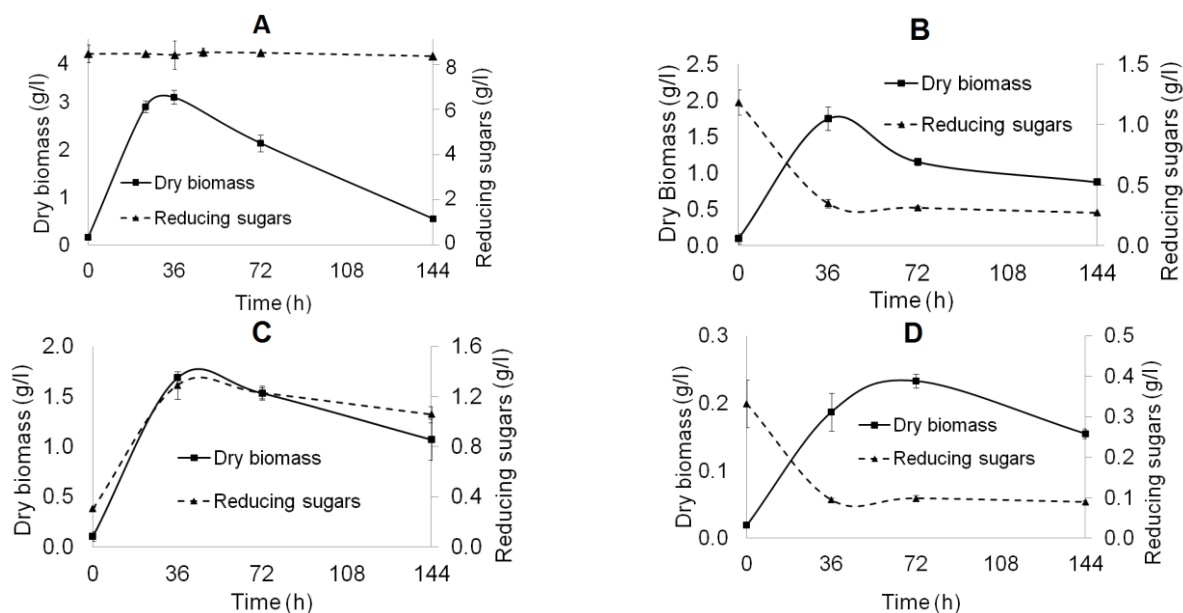 A
Dry biomass (g/l)
4
3
2
1
0
8
6
4
2
0
Reducing sugars (g/l)
Dry biomass
Reducing sugars
0 36 72 108 144
Time (h)
B
Dry Biomass (g/l)
2.5
2.0
1.5
1.0
0.5
0.0
1.5
1.0
0.5
0.0
Reducing sugars (g/l)
Dry biomass
Reducing sugars
0 36 72 108 144
Time (h)
C
Dry biomass (g/l)
2.0
1.5
1.0
0.5
0.0
1.6
1.2
0.8
0.4
0.0
Reducing sugars (g/l)
Dry biomass
Reducing sugars
0 36 72 108 144
Time (h)
D
Dry biomass (g/l)
0.3
0.2
0.1
0.0
0.5
0.4
0.3
0.2
0.1
0.0
Reducing sugars (g/l)
Dry biomass
Reducing sugars
0 36 72 108 144
Time (h)